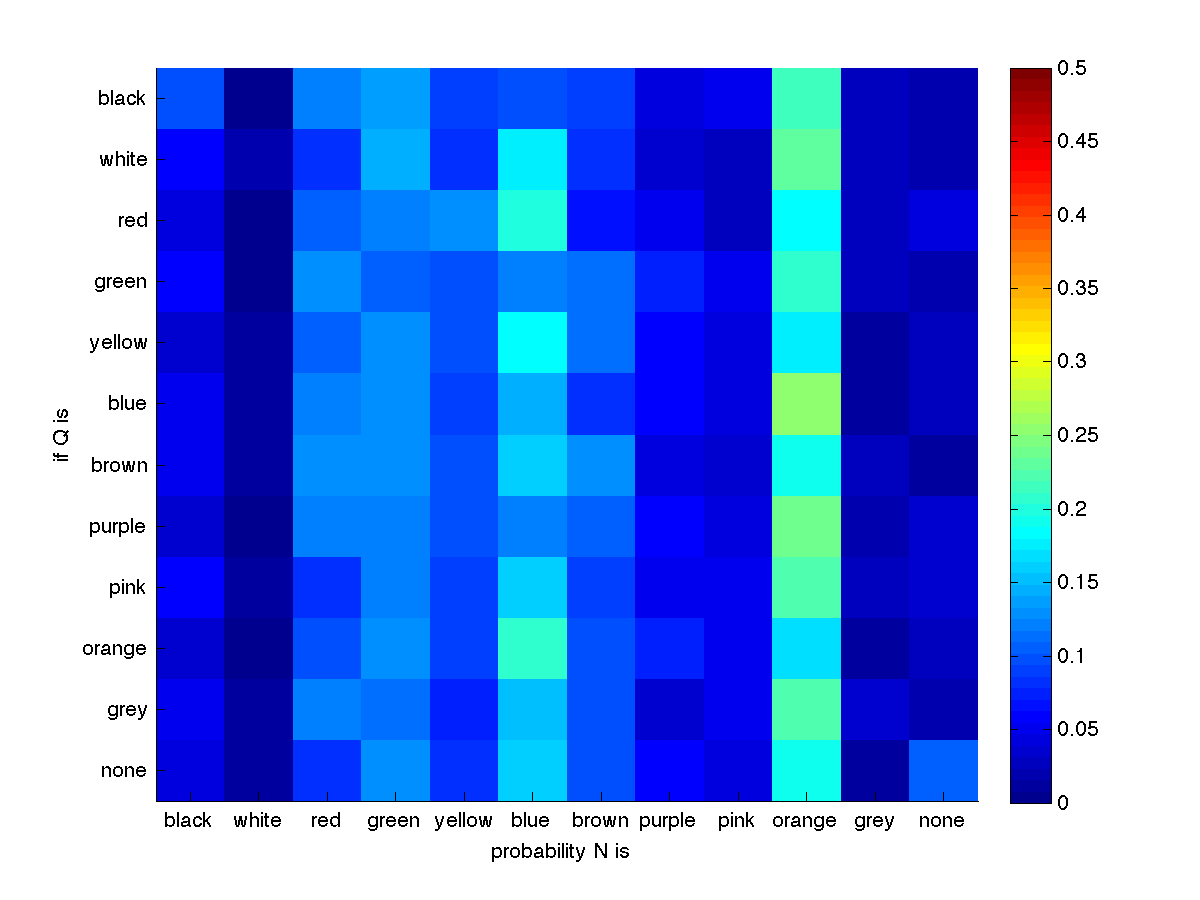 black
white
red
green
yellow
blue
brown
purple
pink
orange
grey
none
if Q is
black white red green yellow blue brown purple pink orange grey none
probability N is
0.5
0.45
0.4
0.35
0.3
0.25
0.2
0.15
0.1
0.05
0